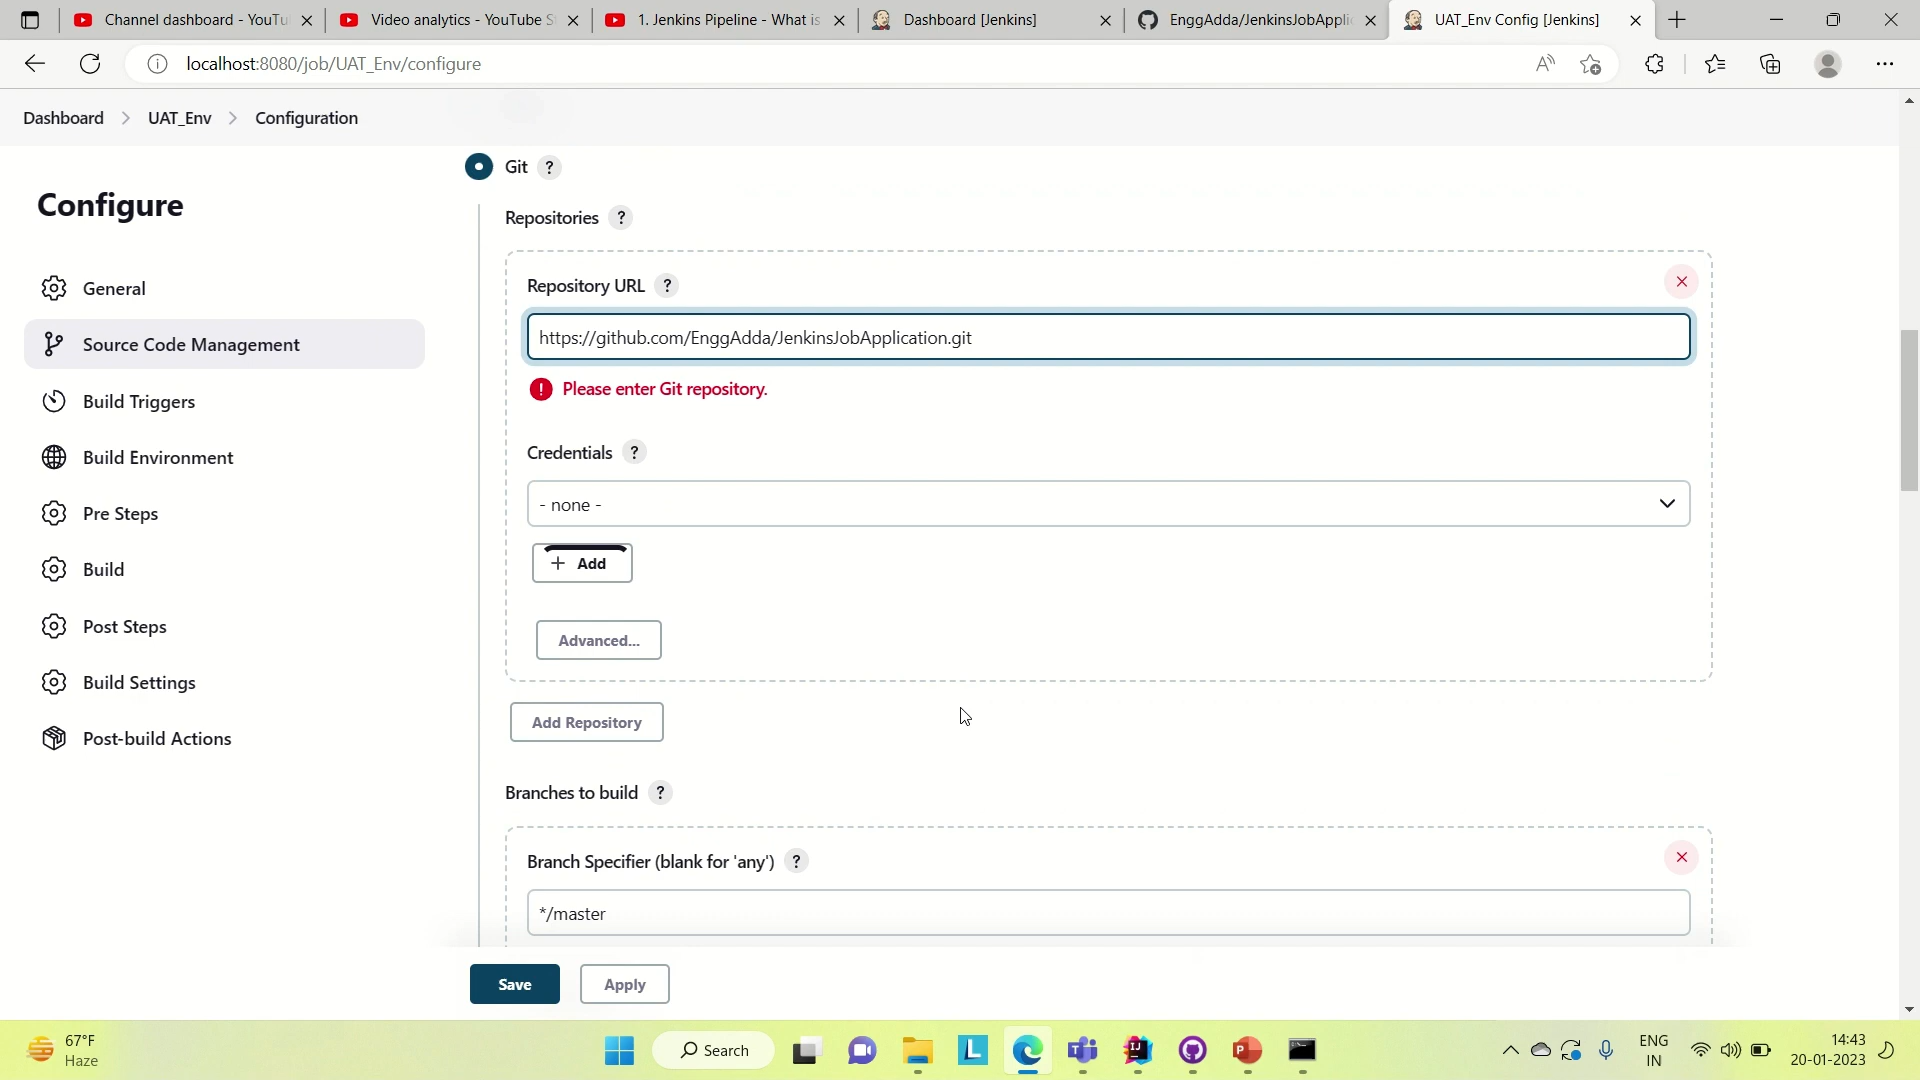 Channel dashboard - YouTu
Video analytics - YouTube S
1. Jenkins Pipeline - What is
Dashboard [Jenkins]
EnggAdda/JenkinsJobApplic
UAT_Env Config [Jenkins]
localhost:8080/job/UAT_Env/configure
Dashboard > UAT_Env > Configuration
Configure
General
Source Code Management
Build Triggers
Build Environment
Pre Steps
Build
Post Steps
Build Settings
Post-build Actions
Git ?
Repositories ?
Repository URL ?
https://github.com/EnggAdda/JenkinsJobApplication.git
Please enter Git repository.
Credentials ?
- none -
+ Add
Advanced...
Add Repository
Branches to build ?
Branch Specifier (blank for 'any') ?
*/master
Save
Apply
67°F
Haze
Search
ENG
IN
14:43
20-01-2023